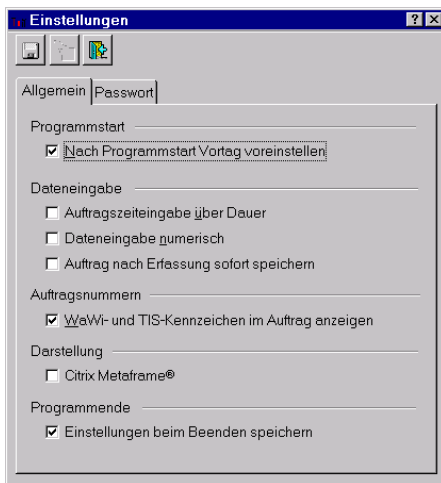 Einstellungen
Allgemein Passwort
Programmstart
Nach Programmstart Vortag voreinstellen
Dateneingabe
Auftragszeiteingabe über Dauer
Dateneingabe numerisch
Auftrag nach Erfassung sofort speichern
Auftragsnummern
WaWi- und TIS-Kennzeichen im Auftrag anzeigen
Darstellung
Citrix Metaframe®
Programmende
Einstellungen beim Beenden speichern